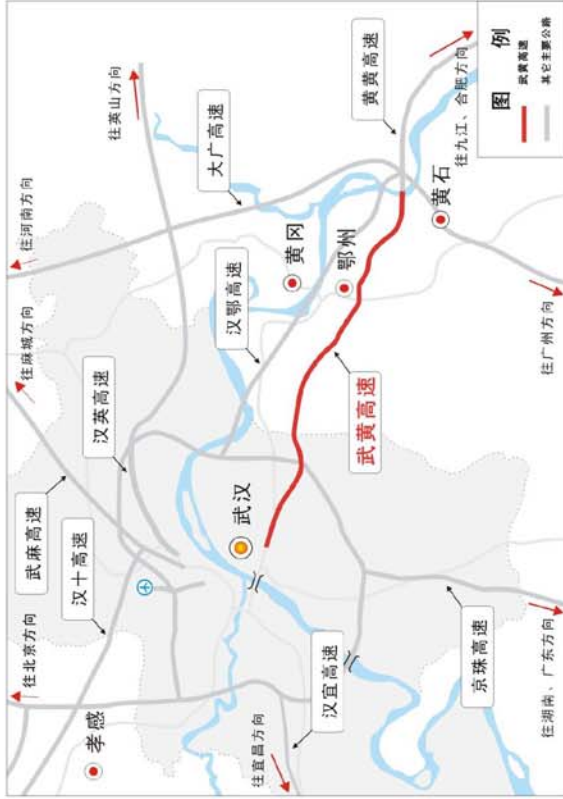 往北京方向
往麻城方向
往河南方向
往英山方向
武麻高速
汉十高速
汉英高速
大广高速
孝感
武汉
汉鄂高速
黄冈
鄂州
黄石
黄黄高速
汉宜高速
往宜昌方向
京珠高速
武黄高速
往湖南、广东方向
往广州方向
往九江、合肥方向
图 例
武黄高速
其它主要公路